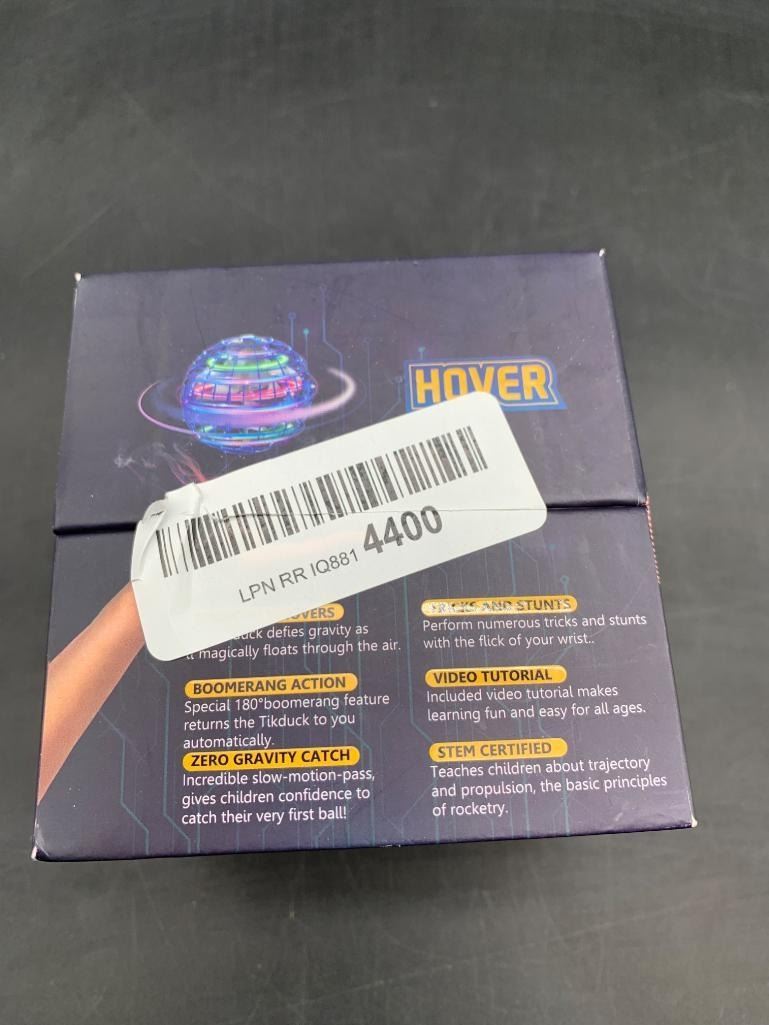 HOVER
LPN RR IQ881 4400
OVERS
duck defies gravity as
it magically floats through the air.
BOOMERANG ACTION
Special 180°boomerang feature
returns the Tikduck to you
automatically.
ZERO GRAVITY CATCH
Incredible slow-motion-pass,
gives children confidence to
catch their very first ball!
TRICKS AND STUNTS
Perform numerous tricks and stunts
with the flick of your wrist..
VIDEO TUTORIAL
Included video tutorial makes
learning fun and easy for all ages.
STEM CERTIFIED
Teaches children about trajectory
and propulsion, the basic principles
of rocketry.